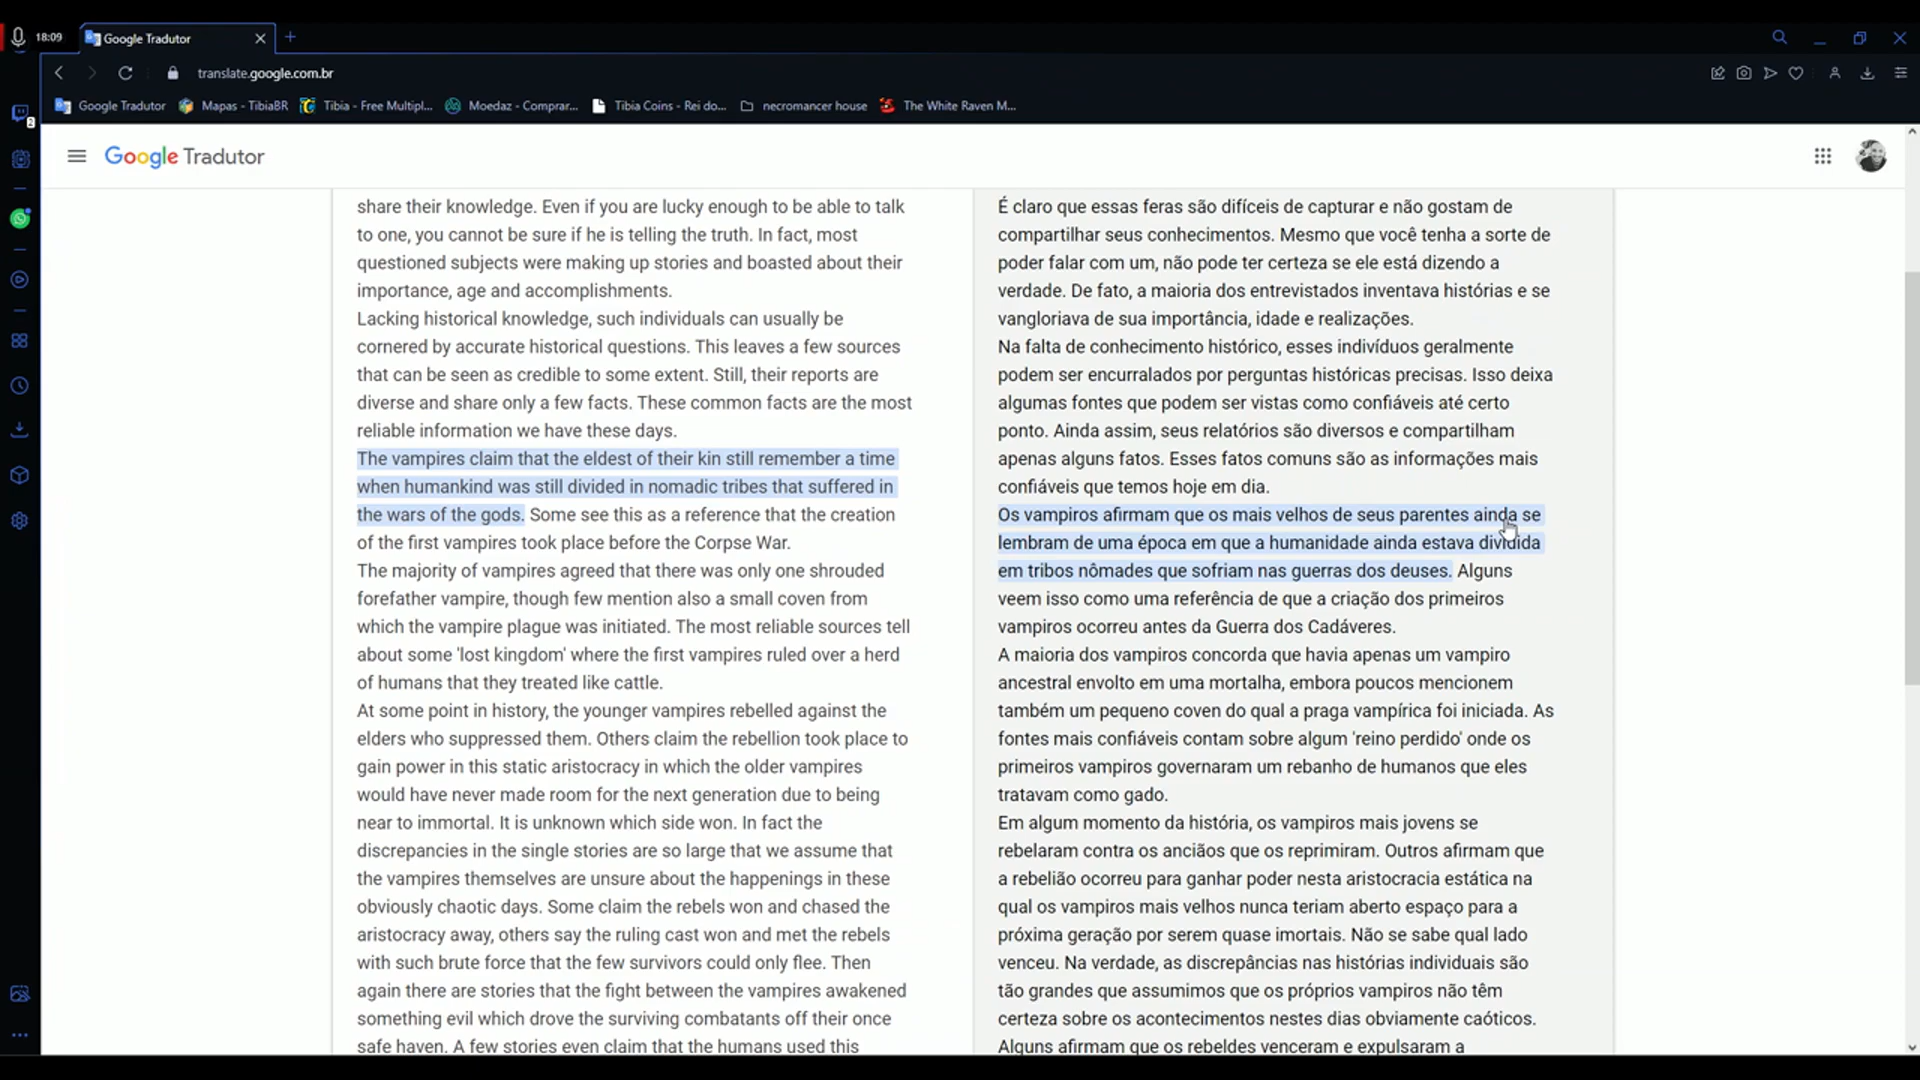 18:09
Google Tradutor
translate.google.com.br
Google Tradutor
Mapas - TibiaBR
Tibia - Free Multipl...
Moedaz - Comprar...
Tibia Coins - Rei do...
necromancer house
The White Raven M...
2
Google Tradutor
share their knowledge. Even if you are lucky enough to be able to talk
to one, you cannot be sure if he is telling the truth. In fact, most
questioned subjects were making up stories and boasted about their
importance, age and accomplishments.
Lacking historical knowledge, such individuals can usually be
cornered by accurate historical questions. This leaves a few sources
that can be seen as credible to some extent. Still, their reports are
diverse and share only a few facts. These common facts are the most
reliable information we have these days.
The vampires claim that the eldest of their kin still remember a time
when humankind was still divided in nomadic tribes that suffered in
the wars of the gods. Some see this as a reference that the creation
of the first vampires took place before the Corpse War.
The majority of vampires agreed that there was only one shrouded
forefather vampire, though few mention also a small coven from
which the vampire plague was initiated. The most reliable sources tell
about some 'lost kingdom' where the first vampires ruled over a herd
of humans that they treated like cattle.
At some point in history, the younger vampires rebelled against the
elders who suppressed them. Others claim the rebellion took place to
gain power in this static aristocracy in which the older vampires
would have never made room for the next generation due to being
near to immortal. It is unknown which side won. In fact the
discrepancies in the single stories are so large that we assume that
the vampires themselves are unsure about the happenings in these
obviously chaotic days. Some claim the rebels won and chased the
aristocracy away, others say the ruling cast won and met the rebels
with such brute force that the few survivors could only flee. Then
again there are stories that the fight between the vampires awakened
something evil which drove the surviving combatants off their once
safe haven. A few stories even claim that the humans used this
É claro que essas feras são difíceis de capturar e não gostam de
compartilhar seus conhecimentos. Mesmo que você tenha a sorte de
poder falar com um, não pode ter certeza se ele está dizendo a
verdade. De fato, a maioria dos entrevistados inventava histórias e se
vangloriava de sua importância, idade e realizações.
Na falta de conhecimento histórico, esses indivíduos geralmente
podem ser encurralados por perguntas históricas precisas. Isso deixa
algumas fontes que podem ser vistas como confiáveis até certo
ponto. Ainda assim, seus relatórios são diversos e compartilham
apenas alguns fatos. Esses fatos comuns são as informações mais
confiáveis que temos hoje em dia.
Os vampiros afirmam que os mais velhos de seus parentes ainda se
lembram de uma época em que a humanidade ainda estava dividida
em tribos nômades que sofriam nas guerras dos deuses. Alguns
veem isso como uma referência de que a criação dos primeiros
vampiros ocorreu antes da Guerra dos Cadáveres.
A maioria dos vampiros concorda que havia apenas um vampiro
ancestral envolto em uma mortalha, embora poucos mencionem
também um pequeno coven do qual a praga vampírica foi iniciada. As
fontes mais confiáveis contam sobre algum 'reino perdido' onde os
primeiros vampiros governaram um rebanho de humanos que eles
tratavam como gado.
Em algum momento da história, os vampiros mais jovens se
rebelaram contra os anciãos que os reprimiram. Outros afirmam que
a rebelião ocorreu para ganhar poder nesta aristocracia estática na
qual os vampiros mais velhos nunca teriam aberto espaço para a
próxima geração por serem quase imortais. Não se sabe qual lado
venceu. Na verdade, as discrepâncias nas histórias individuais são
tão grandes que assumimos que os próprios vampiros não têm
certeza sobre os acontecimentos nestes dias obviamente caóticos.
Alguns afirmam que os rebeldes venceram e expulsaram a